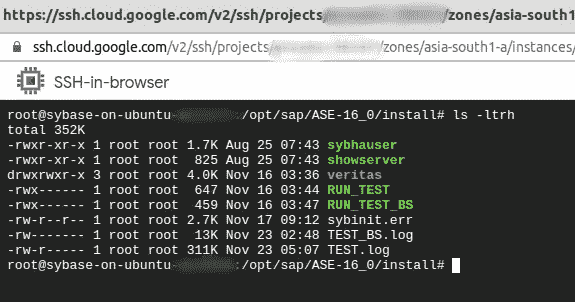 https://ssh.cloud.google.com/v2/ssh/projects/ /zones/asia-south1
ssh.cloud.google.com/v2/ssh/projects/ /zones/asia-south1-a/instances/
SSH-in-browser
root@sybase-on-ubuntu- :/opt/sap/ASE-16_0/install# ls -ltrh
total 352K
-rwxr-xr-x 1 root root 1.7K Aug 25 07:43 sybhauser
-rwxr-xr-x 1 root root  825 Aug 25 07:43 showserver
drwxrwxr-x 3 root root 4.0K Nov 16 03:36 veritas
-rwx------ 1 root root  647 Nov 16 03:44 RUN_TEST
-rwx------ 1 root root  459 Nov 16 03:47 RUN_TEST_BS
-rw-r--r-- 1 root root 2.7K Nov 17 09:12 sybinit.err
-rw------- 1 root root  13K Nov 23 02:48 TEST_BS.log
-rw-r----- 1 root root 311K Nov 23 05:07 TEST.log
root@sybase-on-ubuntu- :/opt/sap/ASE-16_0/install#